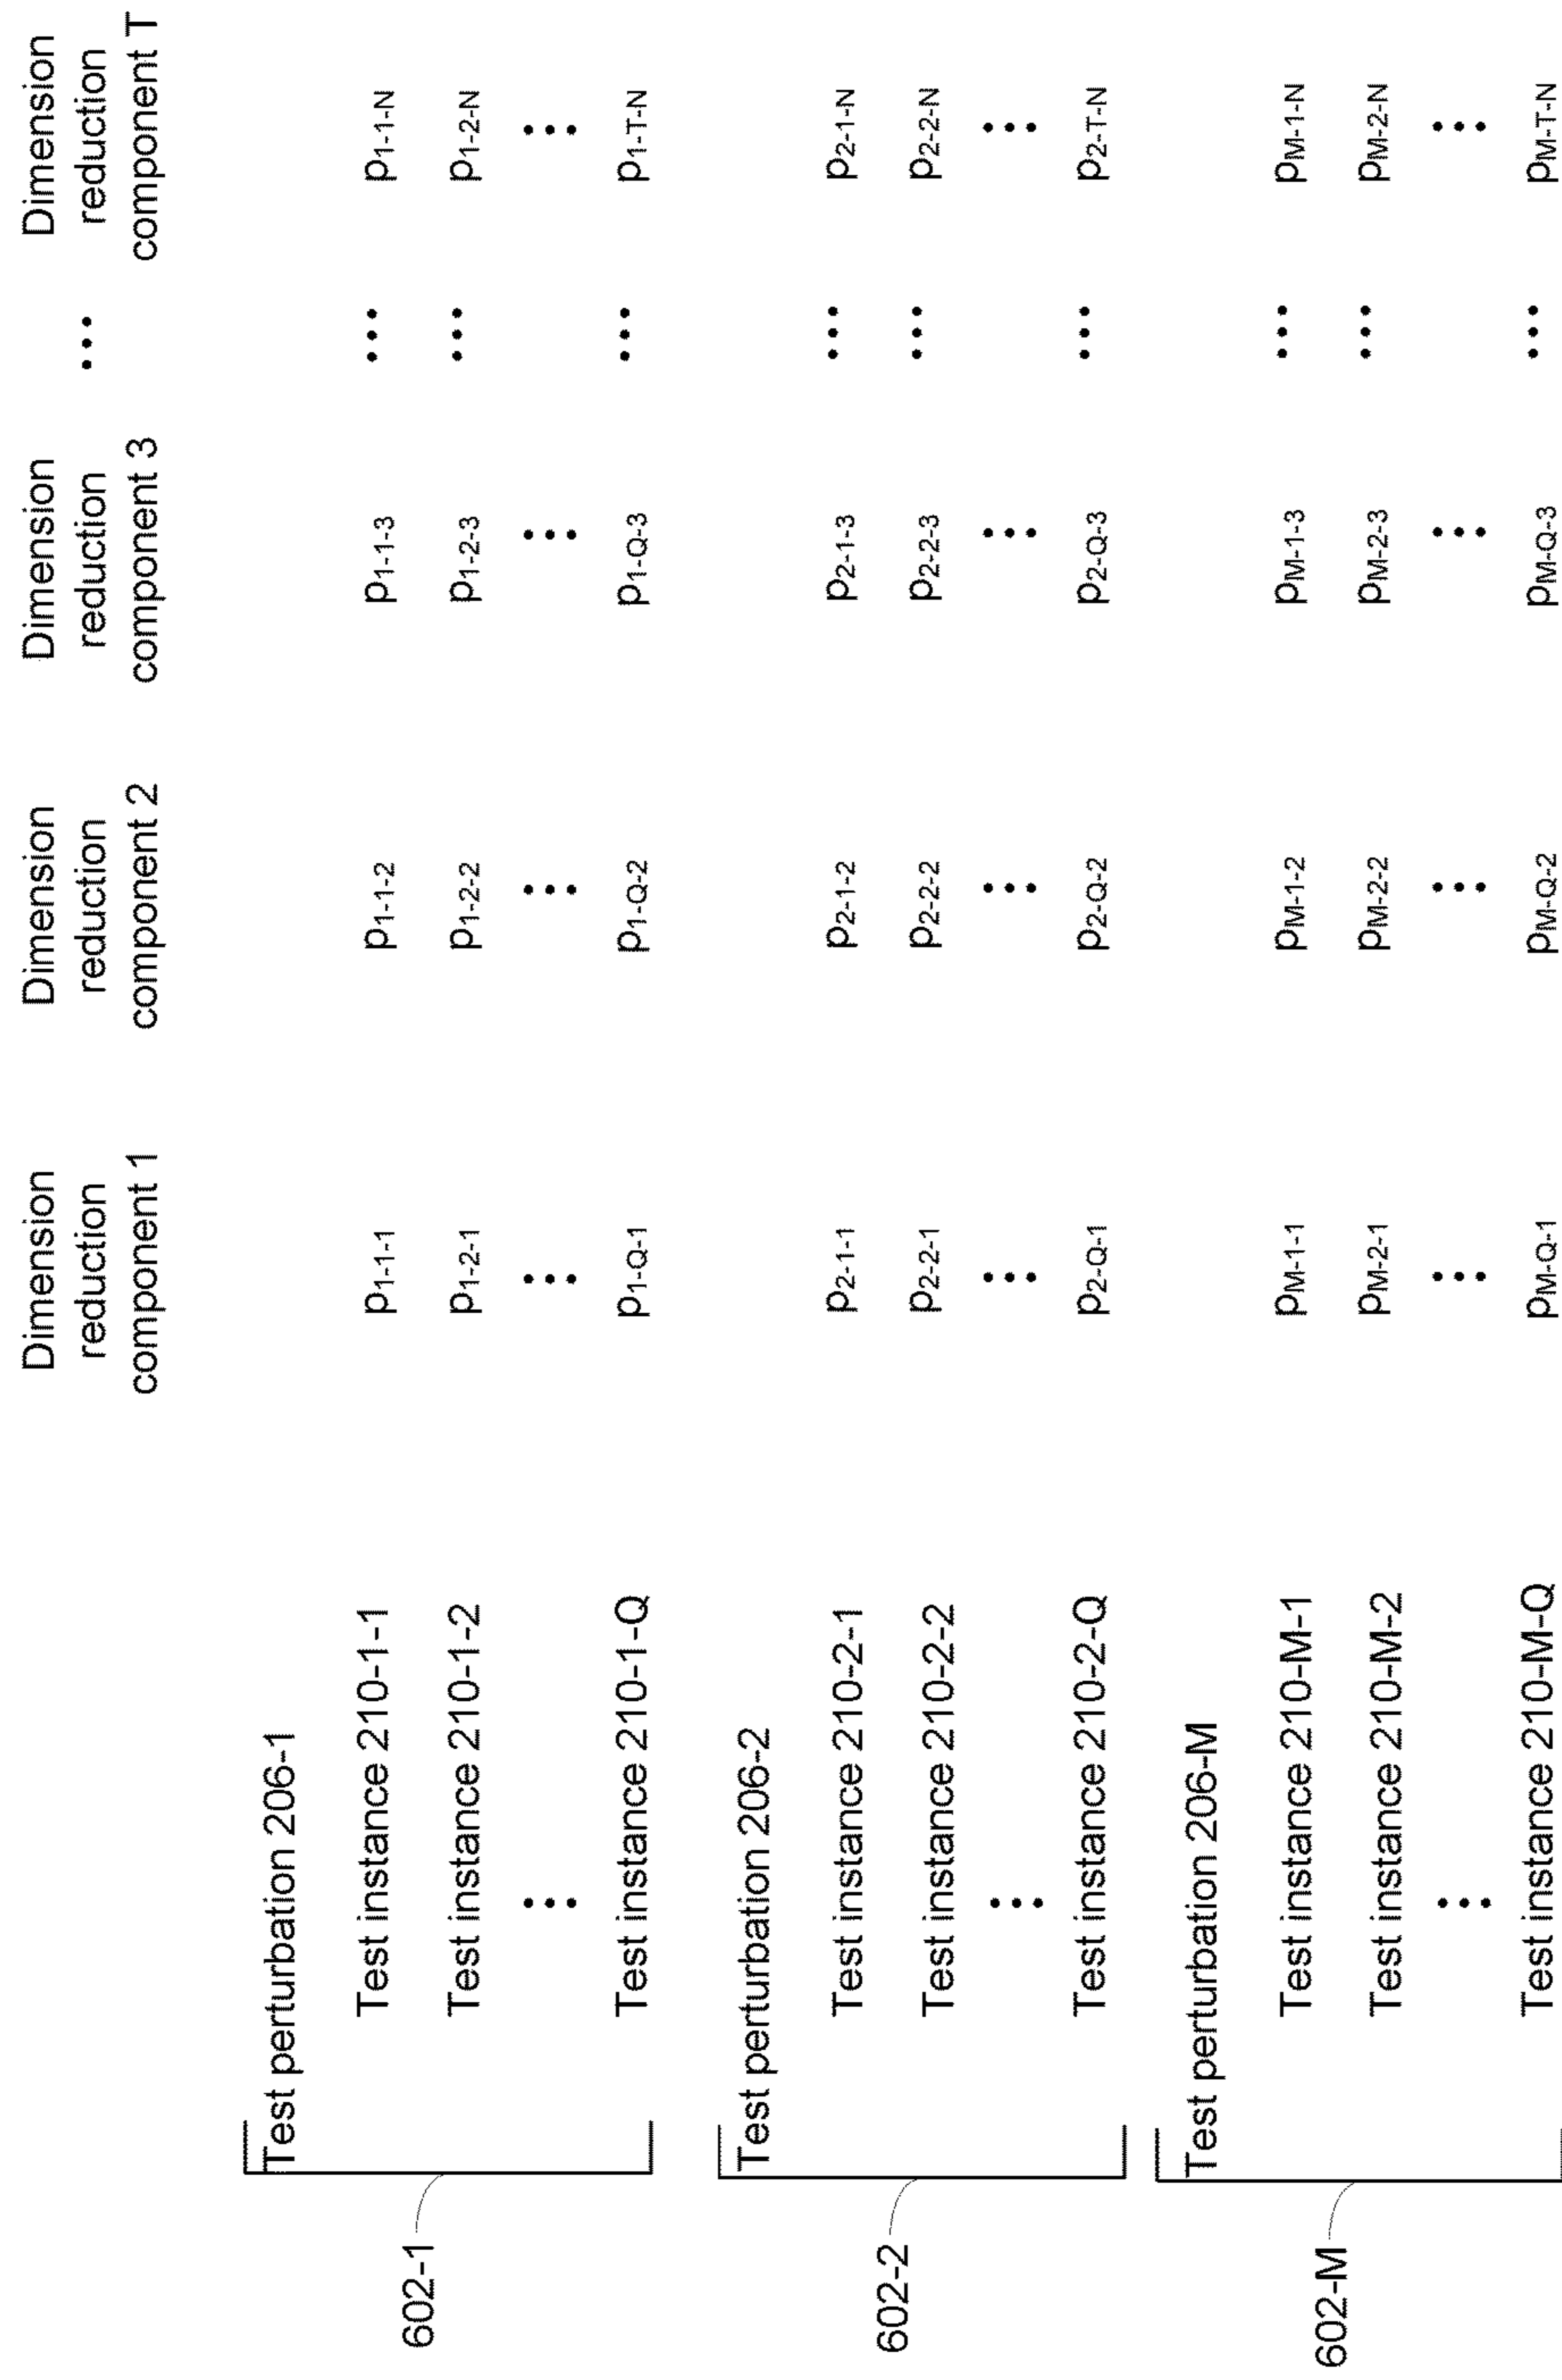 Dimension reduction component 1 Dimension reduction component 2 Dimension reduction component 3 ••• Dimension reduction component T
602-1
Test perturbation 206-1
Test instance 210-1-1 p1-1-1 p1-1-2 p1-1-3 ••• p1-1-N
Test instance 210-1-2 p1-2-1 p1-2-2 p1-2-3 ••• p1-2-N
••• ••• ••• ••• •••
Test instance 210-1-Q p1-Q-1 p1-Q-2 p1-Q-3 ••• p1-T-N
602-2
Test perturbation 206-2
Test instance 210-2-1 p2-1-1 p2-1-2 p2-1-3 ••• p2-1-N
Test instance 210-2-2 p2-2-1 p2-2-2 p2-2-3 ••• p2-2-N
••• ••• ••• ••• •••
Test instance 210-2-Q p2-Q-1 p2-Q-2 p2-Q-3 ••• p2-T-N
602-M
Test perturbation 206-M
Test instance 210-M-1 pM-1-1 pM-1-2 pM-1-3 ••• pM-1-N
Test instance 210-M-2 pM-2-1 pM-2-2 pM-2-3 ••• pM-2-N
••• ••• ••• ••• •••
Test instance 210-M-Q pM-Q-1 pM-Q-2 pM-Q-3 ••• pM-T-N